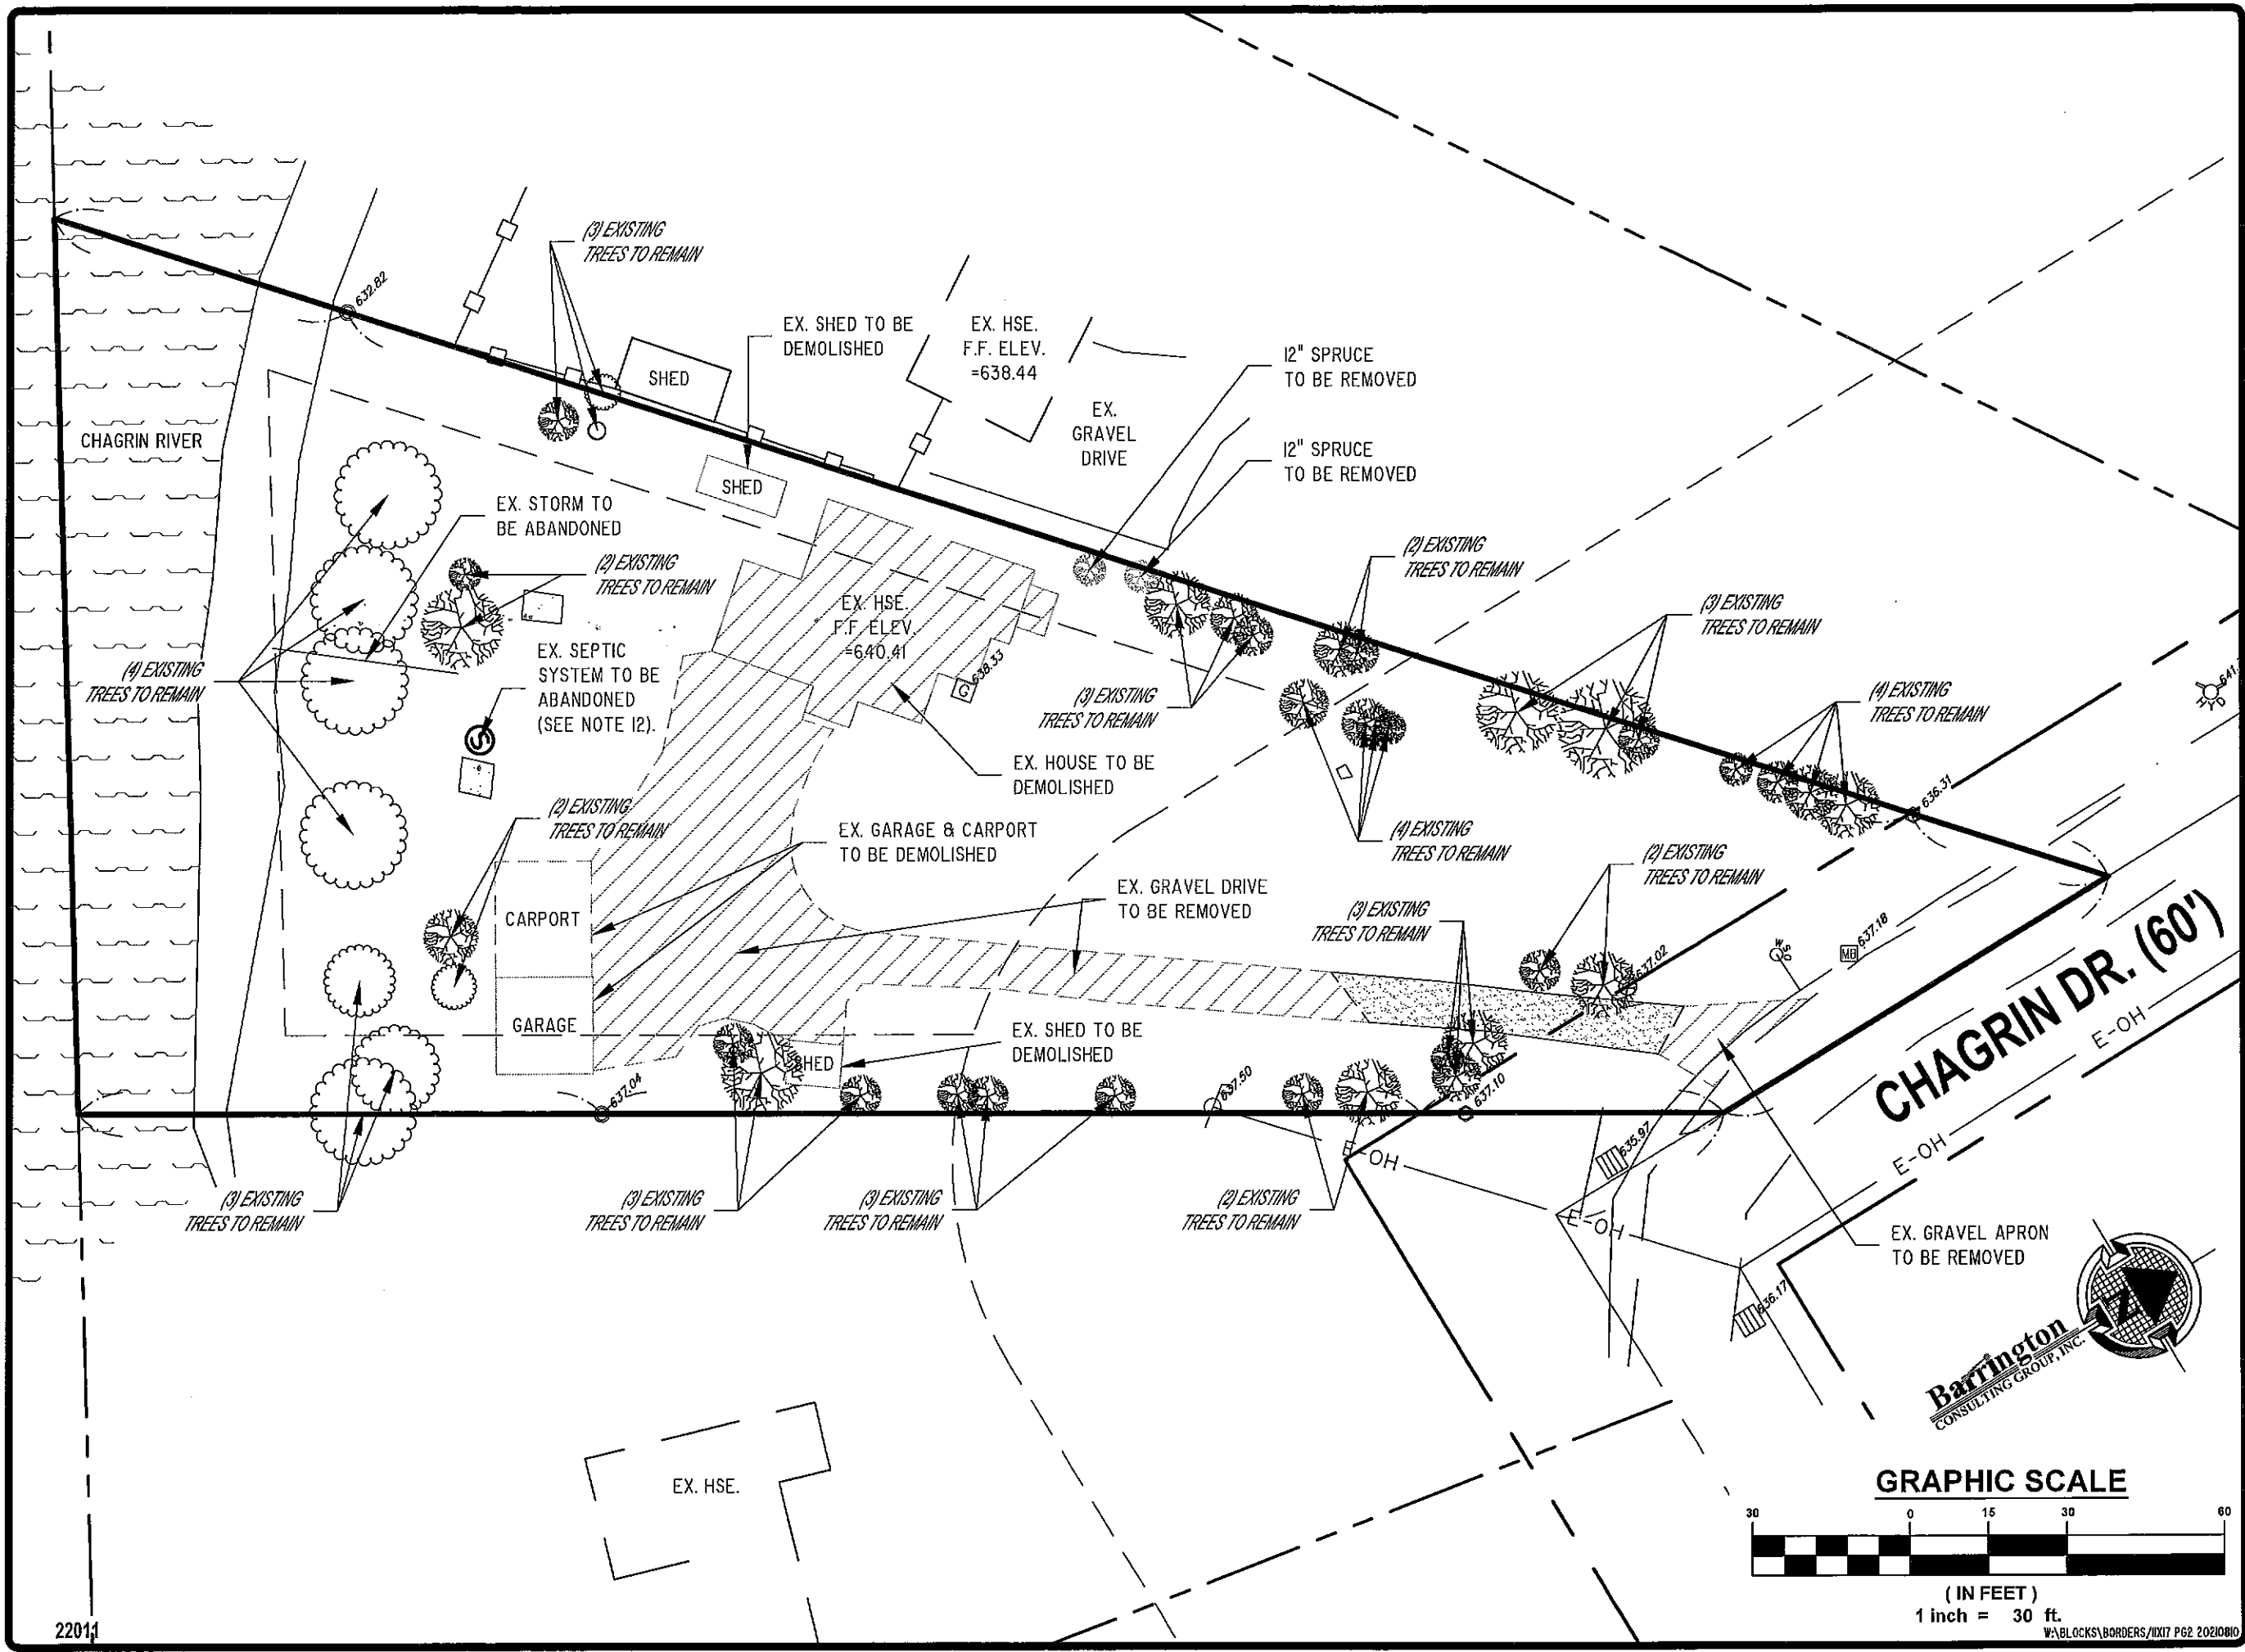 (3) EXISTING
TREES TO REMAIN
632.82
EX. SHED TO BE
DEMOLISHED
EX. HSE.
F.F. ELEV.
=638.44
SHED
12" SPRUCE
TO BE REMOVED
EX.
GRAVEL
DRIVE
CHAGRIN RIVER
12" SPRUCE
TO BE REMOVED
SHED
EX. STORM TO
BE ABANDONED
(2) EXISTING
TREES TO REMAIN
(2) EXISTING
TREES TO REMAIN
EX. HSE.
F.F. ELEV.
=640.41
(3) EXISTING
TREES TO REMAIN
EX. SEPTIC
SYSTEM TO BE
ABANDONED
(SEE NOTE 12).
S
(4) EXISTING
TREES TO REMAIN
G
638.33
(3) EXISTING
TREES TO REMAIN
(4) EXISTING
TREES TO REMAIN
641.
EX. HOUSE TO BE
DEMOLISHED
636.31
(2) EXISTING
TREES TO REMAIN
EX. GARAGE & CARPORT
TO BE DEMOLISHED
(4) EXISTING
TREES TO REMAIN
(2) EXISTING
TREES TO REMAIN
EX. GRAVEL DRIVE
TO BE REMOVED
(3) EXISTING
TREES TO REMAIN
CARPORT
637.02
WSO
MB
637.18
CHAGRIN DR. (60')
GARAGE
EX. SHED TO BE
DEMOLISHED
SHED
E-OH
637.04
637.50
637.10
635.97
E-OH
E-OH
(3) EXISTING
TREES TO REMAIN
(3) EXISTING
TREES TO REMAIN
(3) EXISTING
TREES TO REMAIN
(2) EXISTING
TREES TO REMAIN
E-OH
EX. GRAVEL APRON
TO BE REMOVED
636.17
N
Barrington
CONSULTING GROUP, INC.
EX. HSE.
GRAPHIC SCALE
30 0 15 30 60
( IN FEET )
1 inch = 30 ft.
22011
W:\BLOCKS\BORDERS/11X17 PG2 20210810